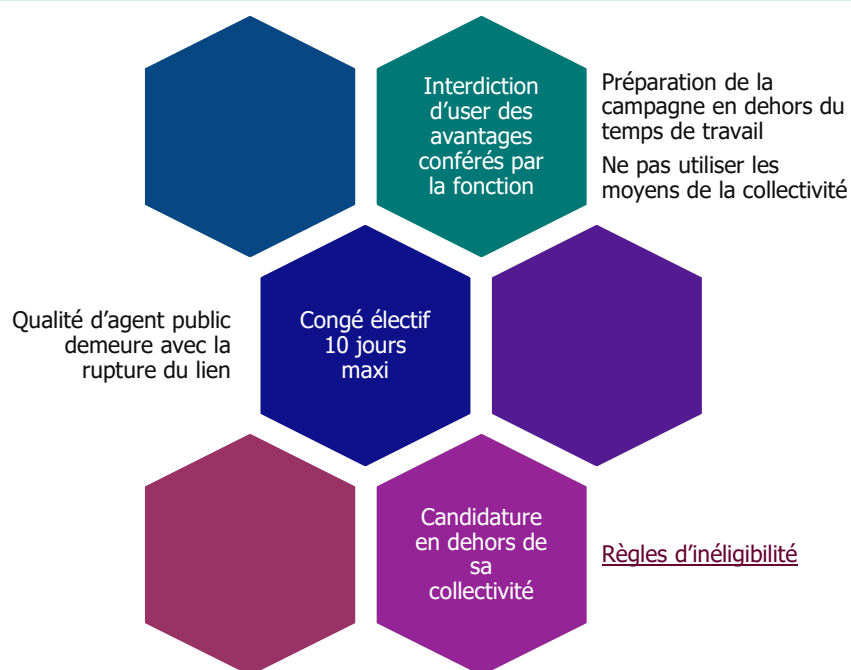 Interdiction
d’user des
avantages
conférés par
la fonction
Préparation de la
campagne en dehors du
temps de travail
Ne pas utiliser les
moyens de la collectivité
Qualité d’agent public
demeure avec la
rupture du lien
Congé électif
10 jours
maxi
Candidature
en dehors de
sa
collectivité
Règles d’inéligibilité